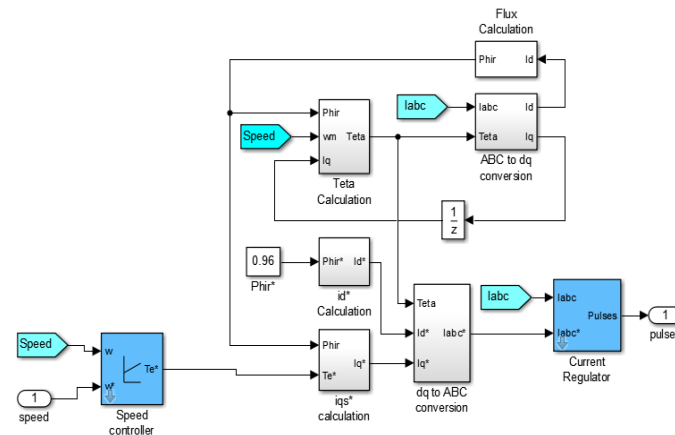 Flux
Calculation
Phir
Id
Iabc
Iabc
Id
Teta
Iq
ABC to dq
conversion
Phir
Speed
wm
Teta
Iq
Teta
Calculation
1
z
0.96
Phir*
Phir*
Id*
id*
Calculation
Teta
Id*
Iabc*
Iq*
dq to ABC
conversion
Iabc
Iabc
Pulses
Iabc*
Current
Regulator
1
pulse
Phir
Iq*
Te*
iqs*
calculation
Speed
w
Te*
w*
1
speed
Speed
controller